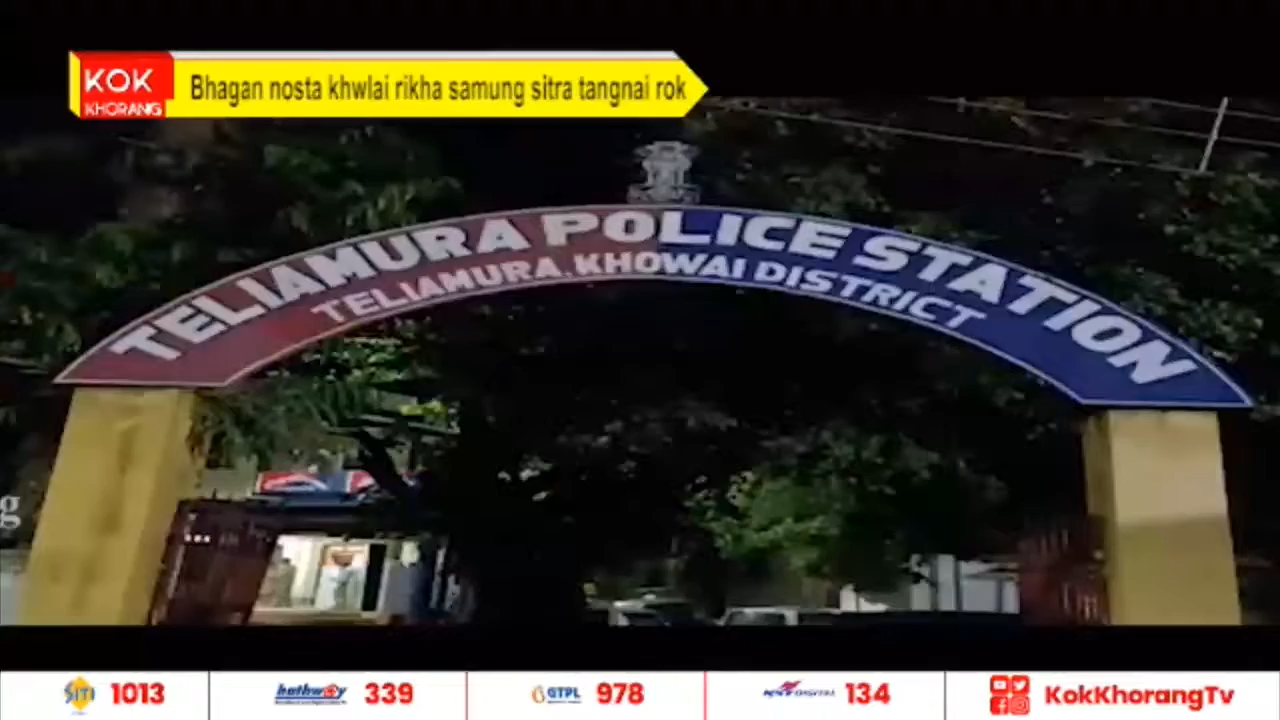 KOK
KHORANG
Bhagan nosta khwlai rikha samung sitra tangnai rok
TELIAMURA POLICE STATION
TELIAMURA, KHOWAI DISTRICT
g
SITI 1013
hathway 339
GTPL 978
134
KokKhorangTv